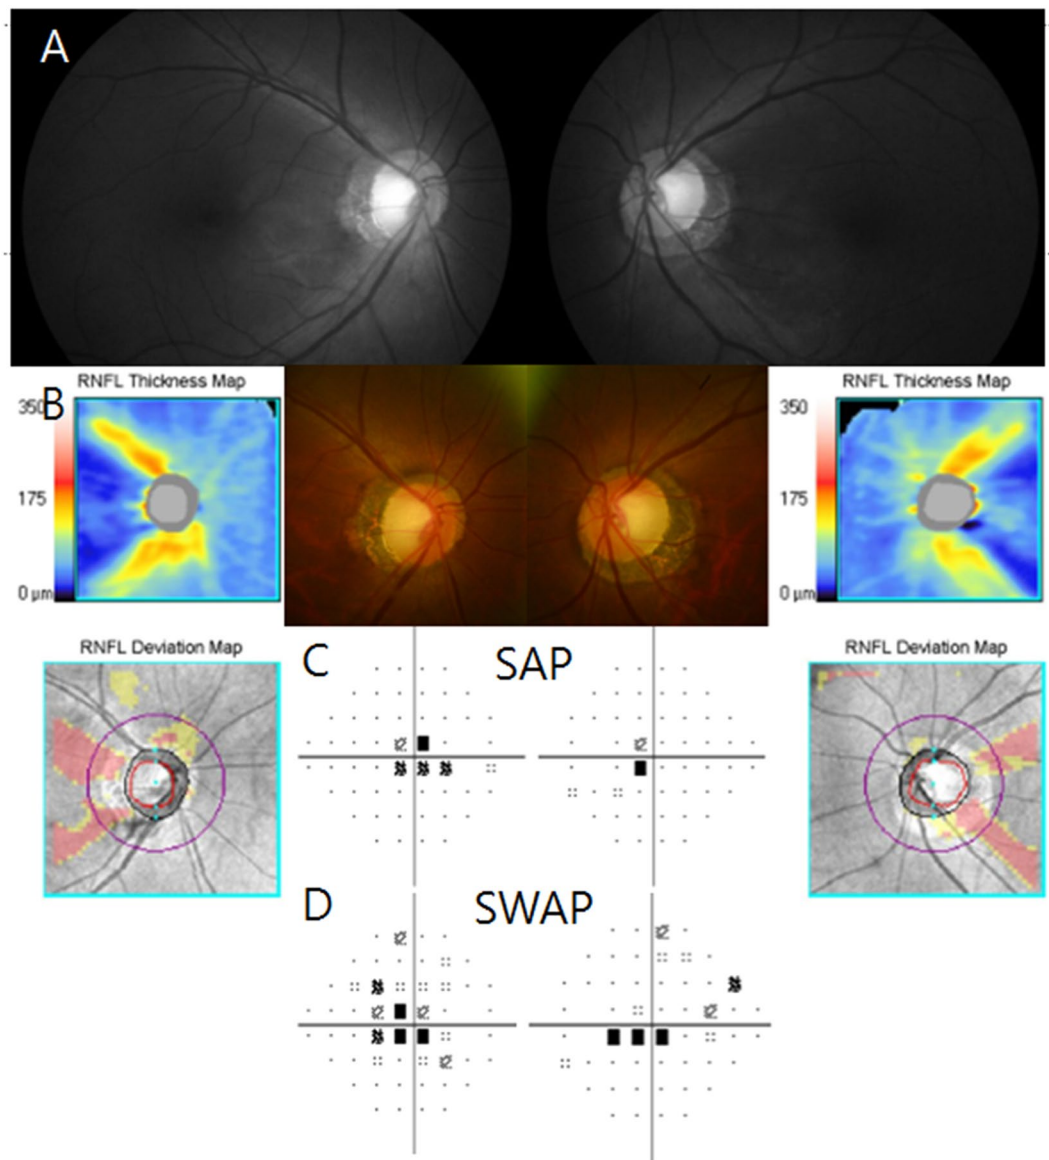 A
RNFL Thickness Map
350
B
175
0 µm
RNFL Thickness Map
350
175
0 µm
RNFL Deviation Map
C
SAP
RNFL Deviation Map
D
SWAP